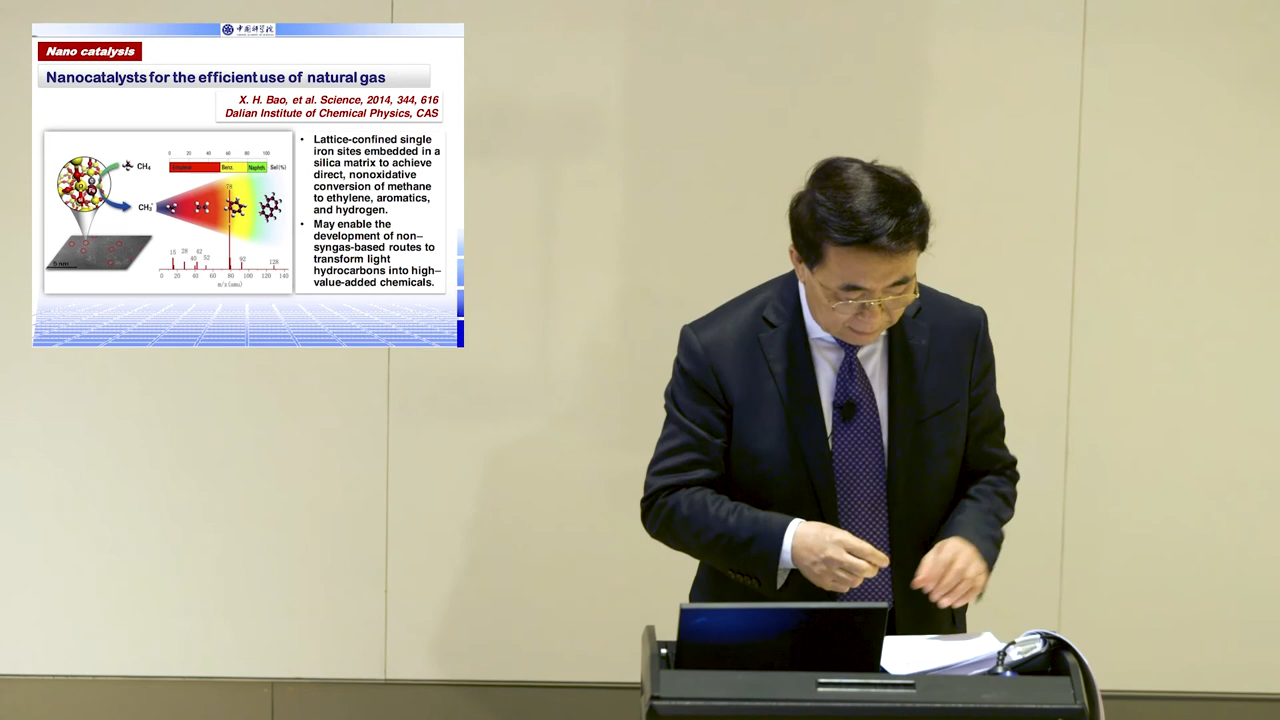 中国科学院
Nano catalysis
Nanocatalysts for the efficient use of natural gas
X. H. Bao, et al. Science, 2014, 344, 616
Dalian Institute of Chemical Physics, CAS
0 20 40 60 80 100
CH4
Benz. Naphth. Sel(%)
CH3
76
15 28 42
40 52 92 128
5 nm
0 20 40 60 80 100 120 140
m/z(amu)
• Lattice-confined single
iron sites embedded in a
silica matrix to achieve
direct, nonoxidative
conversion of methane
to ethylene, aromatics,
and hydrogen.
• May enable the
development of non–
syngas-based routes to
transform light
hydrocarbons into high–
value-added chemicals.